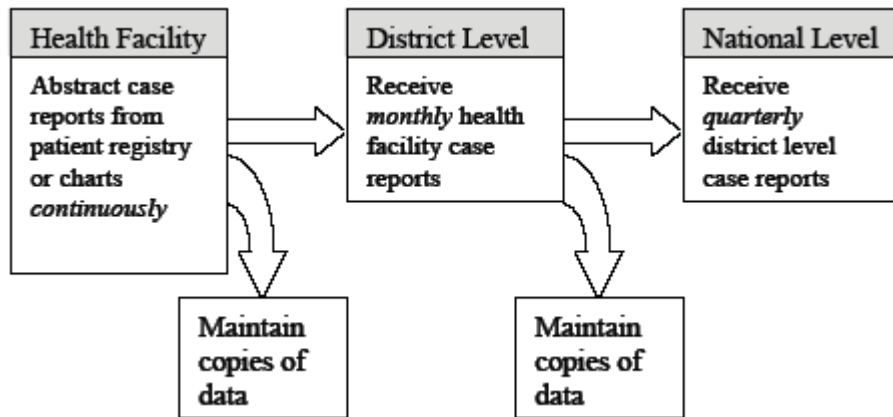 Health Facility
Abstract case
reports from
patient registry
or charts
continuously
District Level
Receive
monthly health
facility case
reports
National Level
Receive
quarterly
district level
case reports
Maintain
copies of
data
Maintain
copies of
data